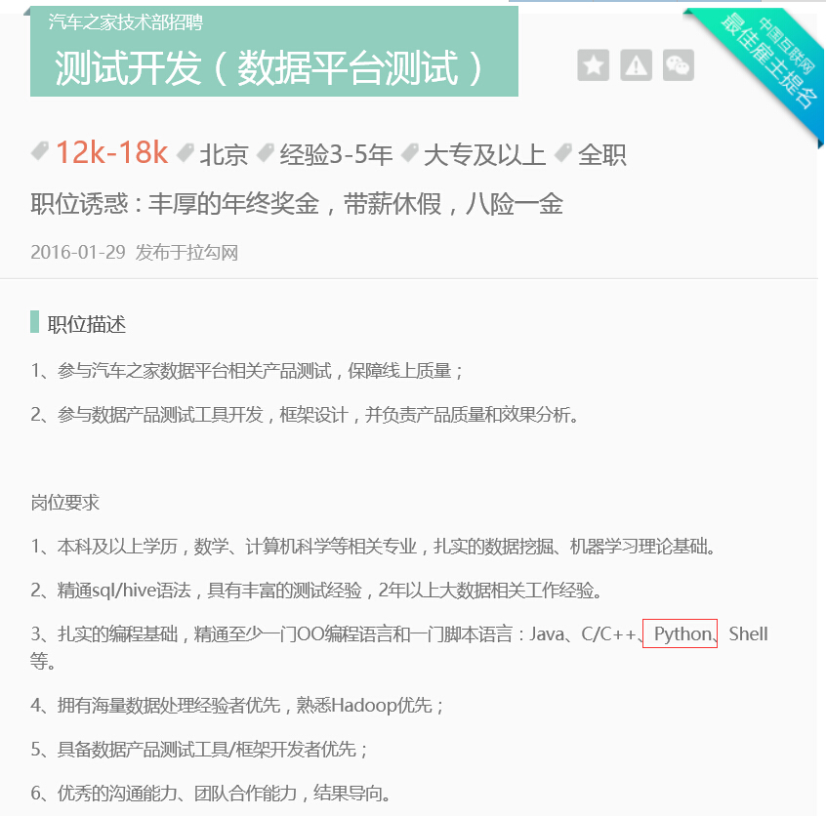 汽车之家技术部招聘
测试开发（数据平台测试）
中国互联网
最佳雇主提名
12k-18k 北京 经验3-5年 大专及以上 全职
职位诱惑：丰厚的年终奖金，带薪休假，八险一金
2016-01-29 发布于拉勾网
职位描述
1、参与汽车之家数据平台相关产品测试，保障线上质量；
2、参与数据产品测试工具开发，框架设计，并负责产品质量和效果分析。
岗位要求
1、本科及以上学历，数学、计算机科学等相关专业，扎实的数据挖掘、机器学习理论基础。
2、精通sql/hive语法，具有丰富的测试经验，2年以上大数据相关工作经验。
3、扎实的编程基础，精通至少一门OO编程语言和一门脚本语言：Java、C/C++、Python、Shell
等。
4、拥有海量数据处理经验者优先，熟悉Hadoop优先；
5、具备数据产品测试工具/框架开发者优先；
6、优秀的沟通能力、团队合作能力，结果导向。